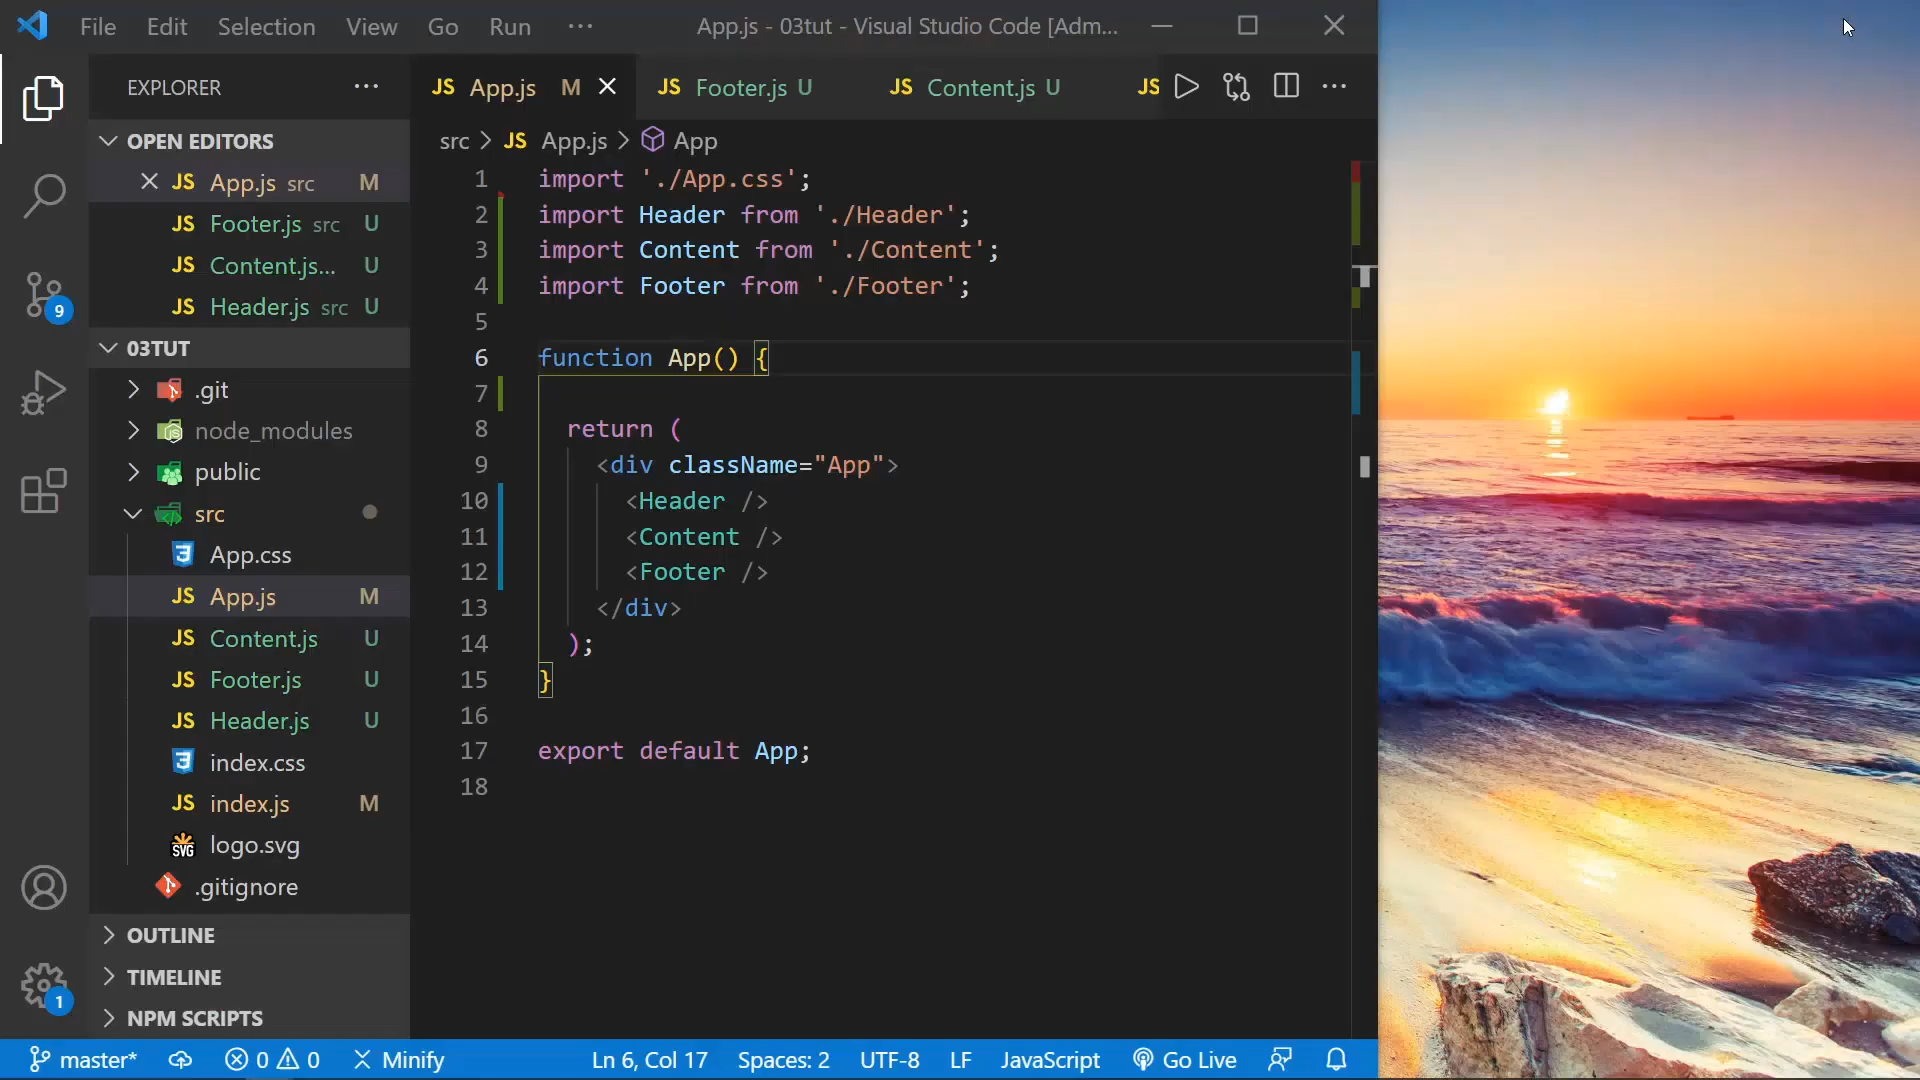 File Edit Selection View Go Run ··· App.js - 03tut - Visual Studio Code [Adm...
EXPLORER ···
OPEN EDITORS
JS App.js src M
JS Footer.js src U
JS Content.js... U
JS Header.js src U
03TUT
.git
node_modules
public
src
App.css
JS App.js M
JS Content.js U
JS Footer.js U
JS Header.js U
index.css
JS index.js M
SVG logo.svg
.gitignore
OUTLINE
TIMELINE
NPM SCRIPTS
9
1
JS App.js M JS Footer.js U JS Content.js U JS ···
src > JS App.js > App
1 import './App.css';
2 import Header from './Header';
3 import Content from './Content';
4 import Footer from './Footer';
5
6 function App() {
7
8 return (
9 <div className="App">
10 <Header />
11 <Content />
12 <Footer />
13 </div>
14 );
15 }
16
17 export default App;
18
master* 0 0 Minify Ln 6, Col 17 Spaces: 2 UTF-8 LF JavaScript Go Live